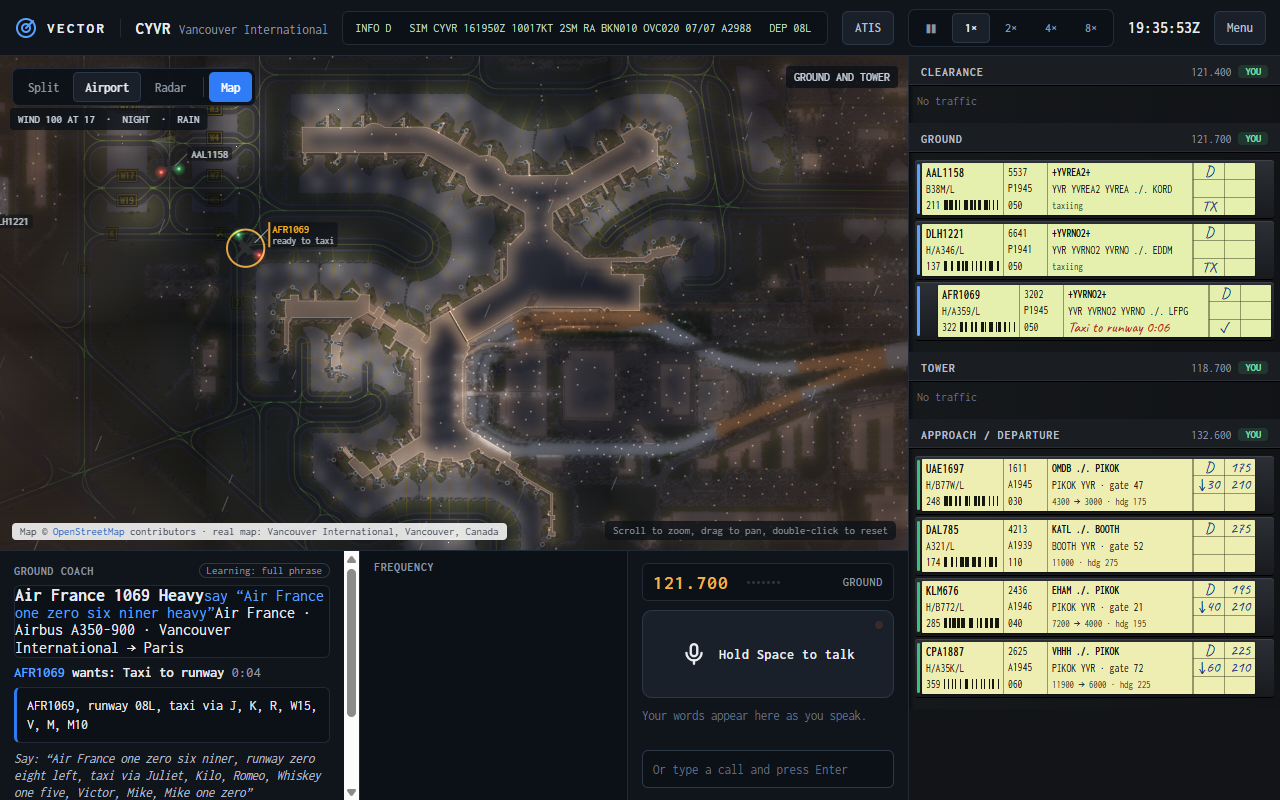 VECTOR
CYVR Vancouver International
INFO D SIM CYVR 161950Z 10017KT 2SM RA BKN010 OVC020 07/07 A2988 DEP 08L
ATIS
1×
2×
4×
8×
19:35:53Z
Menu
Split
Airport
Radar
Map
GROUND AND TOWER
WIND 100 AT 17 · NIGHT · RAIN
AAL1158
W17
W19
LH1221
AFR1069
ready to taxi
Map © OpenStreetMap contributors · real map: Vancouver International, Vancouver, Canada
Scroll to zoom, drag to pan, double-click to reset
CLEARANCE 121.400 YOU
No traffic
GROUND 121.700 YOU
AAL1158 5537 +YYREA2+ D
B38M/L P1945 YVR YVREA2 YVREA ./. KORD
211 050 taxiing TX
DLH1221 6641 +YYRNO2+ D
H/A346/L P1941 YVR YVRNO2 YVRNO ./. EDDM
137 050 taxiing TX
AFR1069 3202 +YYRNO2+ D
H/A359/L P1945 YVR YVRNO2 YVRNO ./. LFPG
322 050 Taxi to runway 0:06 ✓
TOWER 118.700 YOU
No traffic
APPROACH / DEPARTURE 132.600 YOU
UAE1697 1611 OMDB ./. PIKOK D 175
H/B77W/L A1945 PIKOK YVR · gate 47 ↓30 210
248 030 4300 → 3000 · hdg 175
DAL785 4213 KATL ./. BOOTH D 275
A321/L A1939 BOOTH YVR · gate 52
174 110 11000 · hdg 275
KLM676 2436 EHAM ./. PIKOK D 195
H/B772/L A1946 PIKOK YVR · gate 21 ↓40 210
285 040 7200 → 4000 · hdg 195
CPA1887 2625 VHHH ./. PIKOK D 225
H/A35K/L A1945 PIKOK YVR · gate 72 ↓60 210
359 060 11900 → 6000 · hdg 225
GROUND COACH
Learning: full phrase
Air France 1069 Heavysay “Air France
one zero six niner heavy”Air France ·
Airbus A350-900 · Vancouver
International → Paris
AFR1069 wants: Taxi to runway 0:04
AFR1069, runway 08L, taxi via J, K, R, W15,
V, M, M10
Say: “Air France one zero six niner, runway zero
eight left, taxi via Juliet, Kilo, Romeo, Whiskey
one five, Victor, Mike, Mike one zero”
FREQUENCY
121.700 GROUND
Hold Space to talk
Your words appear here as you speak.
Or type a call and press Enter